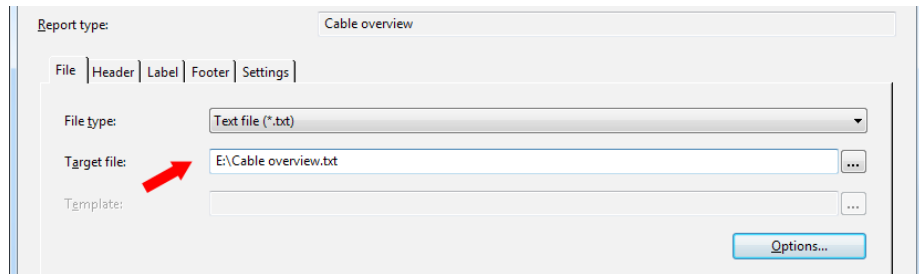 Report type: Cable overview
File Header Label Footer Settings
File type: Text file (*.txt)
Target file: E:\Cable overview.txt ...
Template: ...
Options...